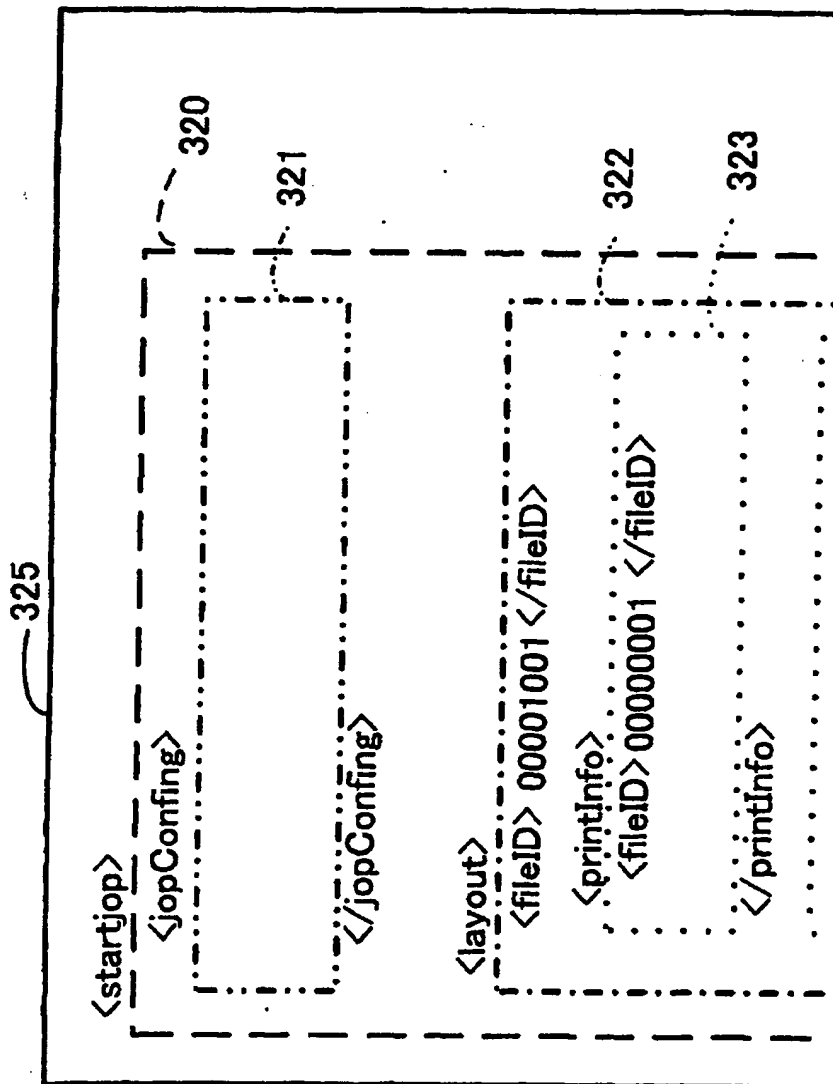 325
<startjop>
320
<jopConfing>
321
</jopConfing>
<layout>
322
<fileID> 00001001 </fileID>
<printInfo>
323
<fileID> 00000001 </fileID>
</printInfo>